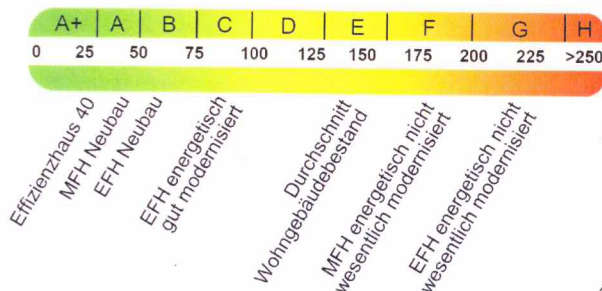 A+ A B C D E F G H
0 25 50 75 100 125 150 175 200 225 >250
Effizienzhaus 40
MFH Neubau
EFH Neubau
EFH energetisch
gut modernisiert
Durchschnitt
Wohngebäudebestand
MFH energetisch nicht
wesentlich modernisiert
EFH energetisch nicht
wesentlich modernisiert